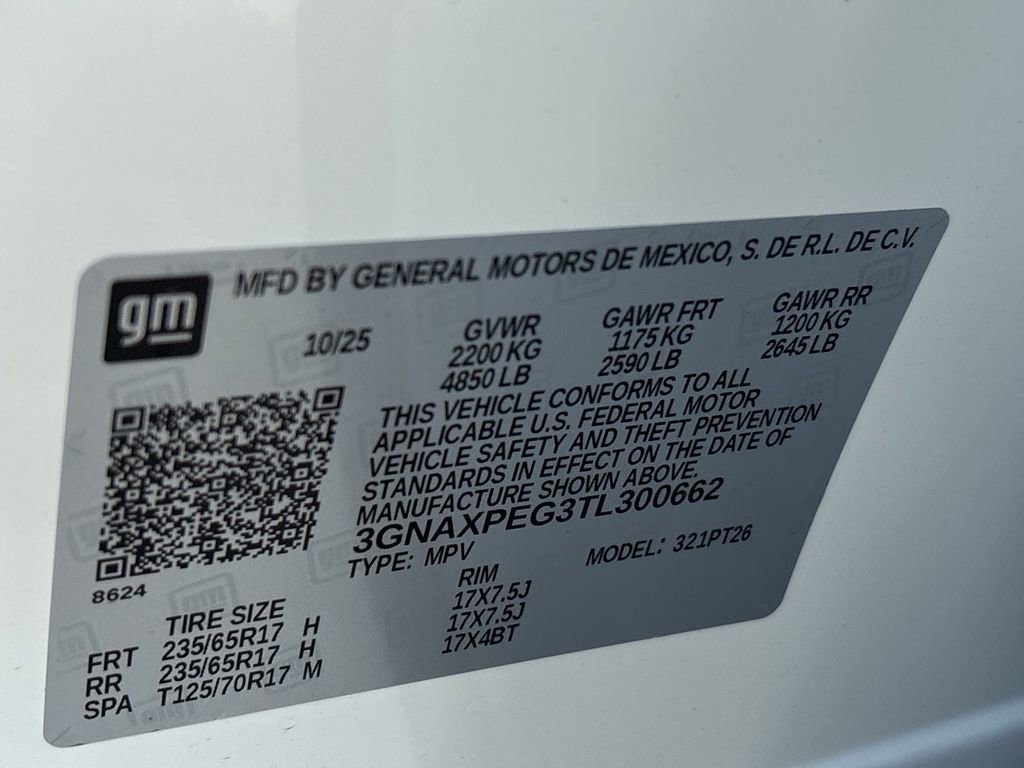 gm
MFD BY GENERAL MOTORS DE MEXICO, S. DE R.L. DE C.V.
10/25 GVWR GAWR FRT GAWR RR
2200 KG 1175 KG 1200 KG
4850 LB 2590 LB 2645 LB
THIS VEHICLE CONFORMS TO ALL
APPLICABLE U.S. FEDERAL MOTOR
VEHICLE SAFETY AND THEFT PREVENTION
STANDARDS IN EFFECT ON THE DATE OF
MANUFACTURE SHOWN ABOVE.
3GNAXPEG3TL300662
TYPE: MPV MODEL: 321PT26
8624
TIRE SIZE RIM
FRT 235/65R17 H 17X7.5J
RR 235/65R17 H 17X7.5J
SPA T125/70R17 M 17X4BT